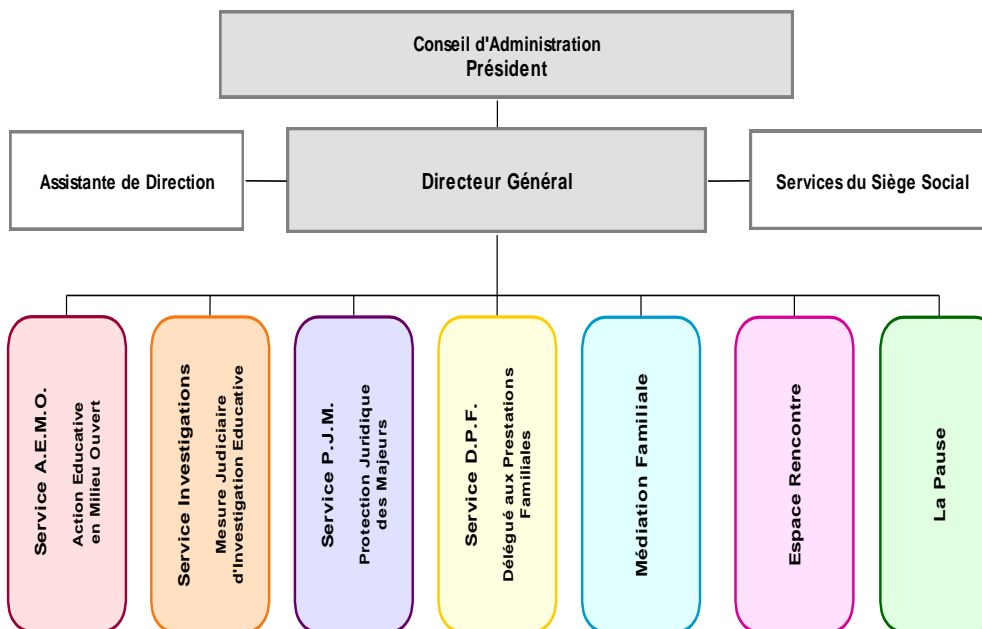 Conseil d'Administration
Président
Assistante de Direction
Directeur Général
Services du Siège Social
Service A.E.M.O.
Action Educative
en Milieu Ouvert
Service Investigations
Mesure Judiciaire
d'Investigation Educative
Service P.J.M.
Protection Juridique
des Majeurs
Service D.P.F.
Délégué aux Prestations
Familiales
Médiation Familiale
Espace Rencontre
La Pause